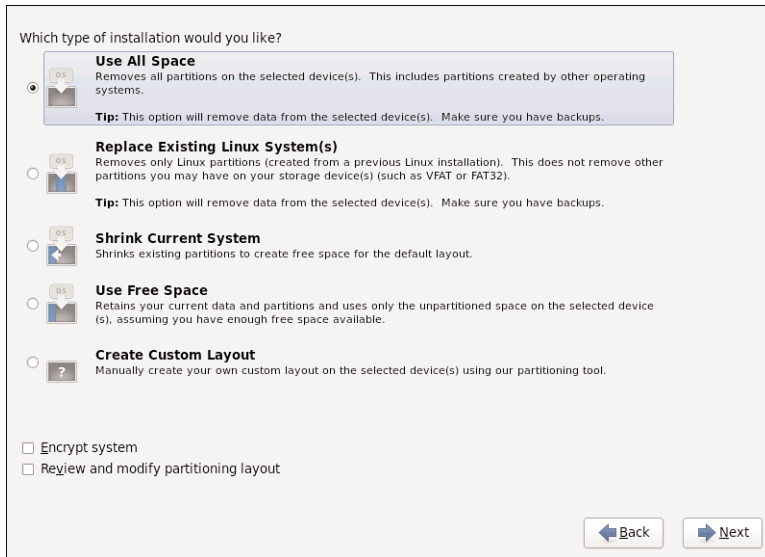 Which type of installation would you like?
Use All Space
Removes all partitions on the selected device(s). This includes partitions created by other operating
systems.
Tip: This option will remove data from the selected device(s). Make sure you have backups.
OS
Replace Existing Linux System(s)
Removes only Linux partitions (created from a previous Linux installation). This does not remove other
partitions you may have on your storage device(s) (such as VFAT or FAT32).
Tip: This option will remove data from the selected device(s). Make sure you have backups.
OS
Shrink Current System
Shrinks existing partitions to create free space for the default layout.
OS
Use Free Space
Retains your current data and partitions and uses only the unpartitioned space on the selected device
(s), assuming you have enough free space available.
OS
Create Custom Layout
Manually create your own custom layout on the selected device(s) using our partitioning tool.
?
Encrypt system
Review and modify partitioning layout
Back
Next